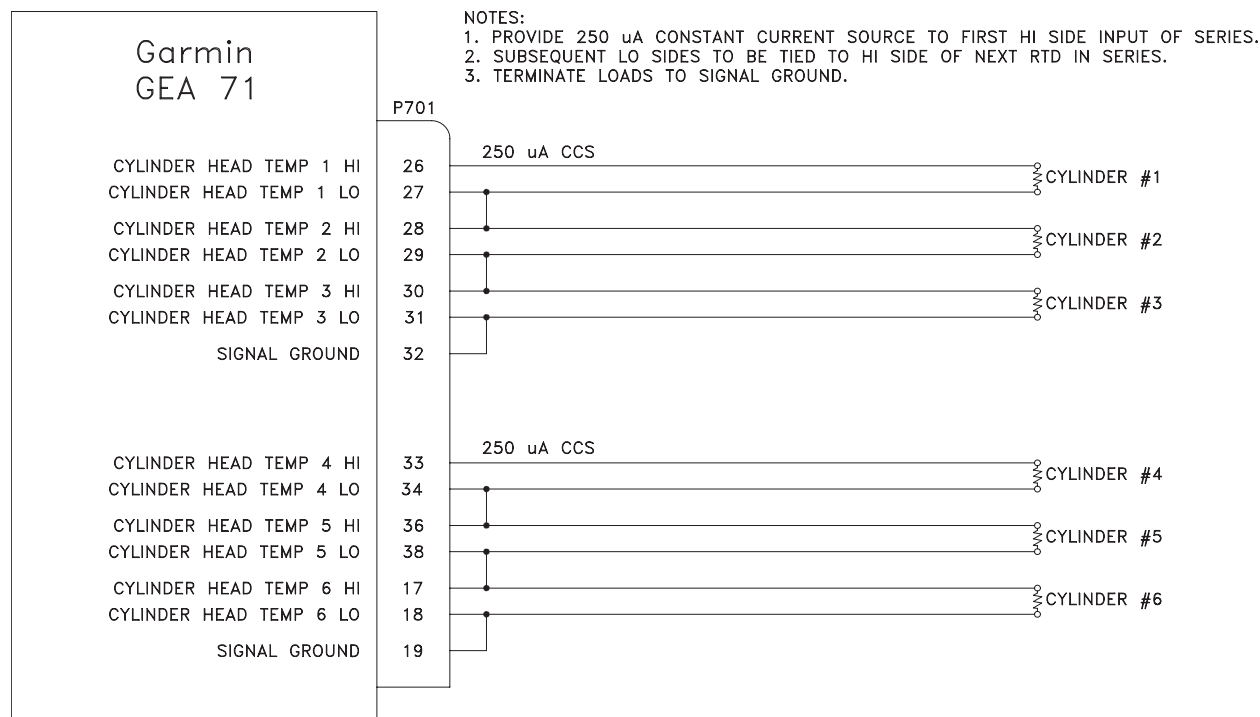 NOTES:
1. PROVIDE 250 uA CONSTANT CURRENT SOURCE TO FIRST HI SIDE INPUT OF SERIES.
2. SUBSEQUENT LO SIDES TO BE TIED TO HI SIDE OF NEXT RTD IN SERIES.
3. TERMINATE LOADS TO SIGNAL GROUND.
Garmin
GEA 71
P701
250 uA CCS
CYLINDER HEAD TEMP 1 HI 26
CYLINDER #1
CYLINDER HEAD TEMP 1 LO 27
CYLINDER HEAD TEMP 2 HI 28
CYLINDER #2
CYLINDER HEAD TEMP 2 LO 29
CYLINDER HEAD TEMP 3 HI 30
CYLINDER #3
CYLINDER HEAD TEMP 3 LO 31
SIGNAL GROUND 32
250 uA CCS
CYLINDER HEAD TEMP 4 HI 33
CYLINDER #4
CYLINDER HEAD TEMP 4 LO 34
CYLINDER HEAD TEMP 5 HI 36
CYLINDER #5
CYLINDER HEAD TEMP 5 LO 38
CYLINDER HEAD TEMP 6 HI 17
CYLINDER #6
CYLINDER HEAD TEMP 6 LO 18
SIGNAL GROUND 19